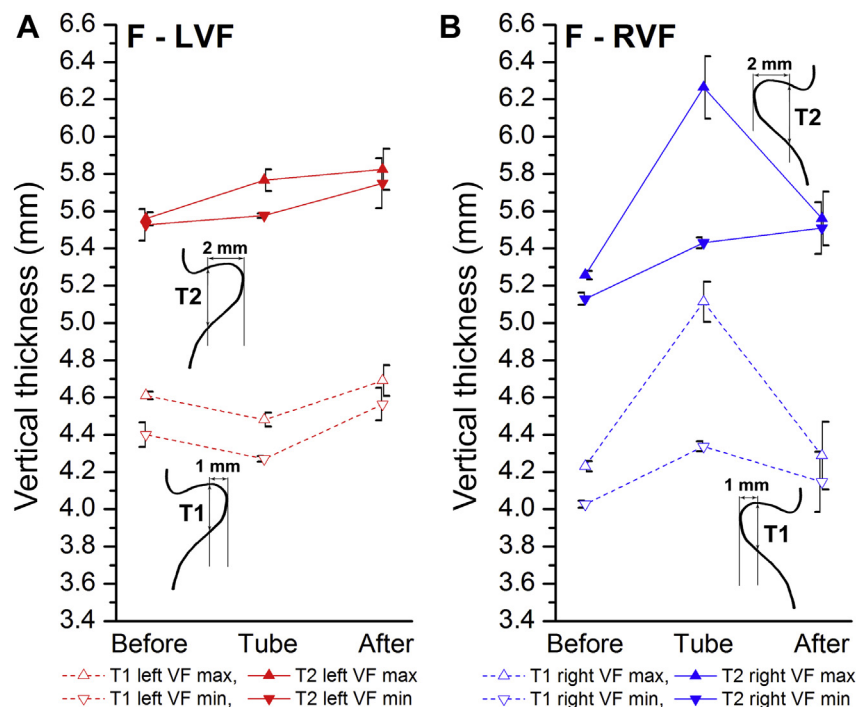 A F - LVF
Vertical thickness (mm)
6.6
6.4
6.2
6.0
5.8
5.6
5.4
5.2
5.0
4.8
4.6
4.4
4.2
4.0
3.8
3.6
3.4
2 mm
T2
1 mm
T1
Before Tube After
T1 left VF max, T2 left VF max
T1 left VF min, T2 left VF min
B F - RVF
Vertical thickness (mm)
6.6
6.4
6.2
6.0
5.8
5.6
5.4
5.2
5.0
4.8
4.6
4.4
4.2
4.0
3.8
3.6
3.4
2 mm
T2
1 mm
T1
Before Tube After
T1 right VF max, T2 right VF max
T1 right VF min, T2 right VF min